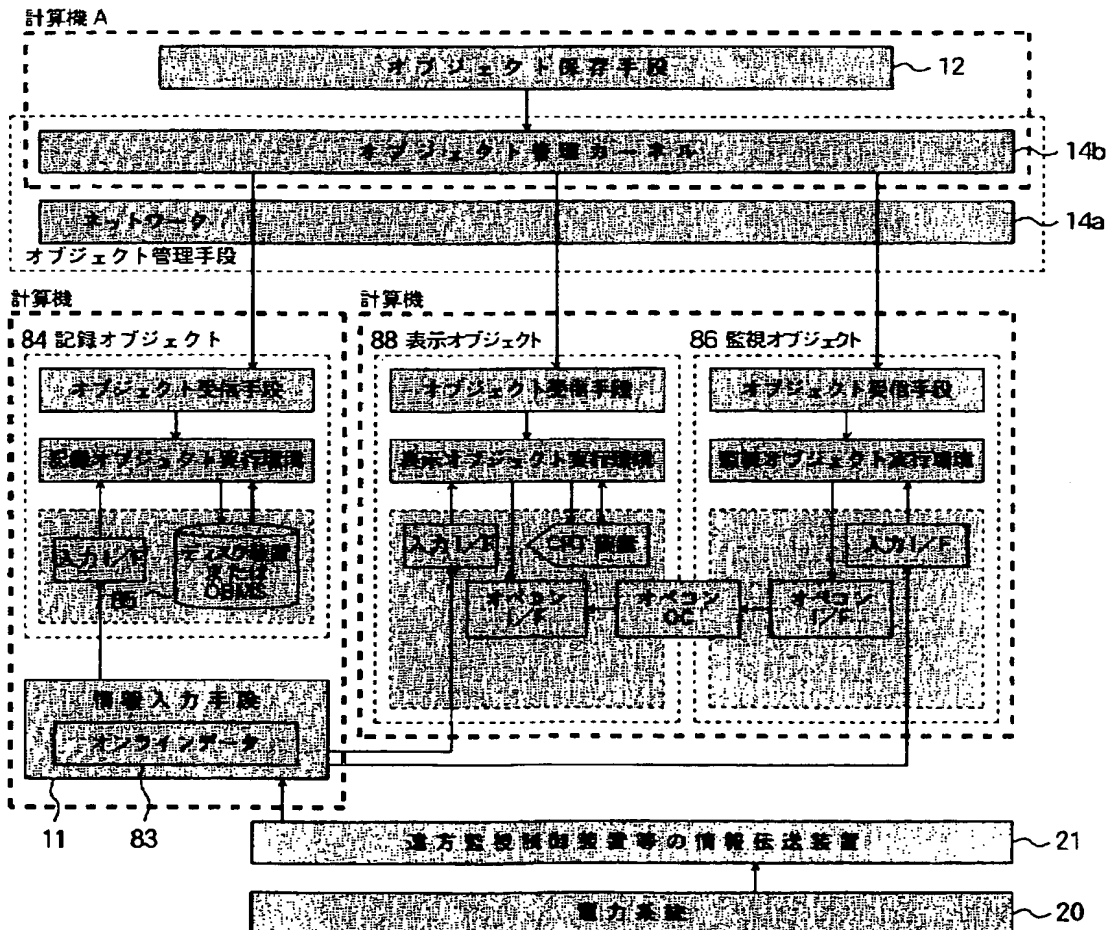 計算機 A
オブジェクト保存手段
12
オブジェクト管理カーネル
14b
ネットワーク
14a
オブジェクト管理手段
計算機
計算機
84 記録オブジェクト
88 表示オブジェクト
86 監視オブジェクト
オブジェクト受信手段
オブジェクト受信手段
オブジェクト受信手段
記録オブジェクト実行環境
表示オブジェクト実行環境
監視オブジェクト実行環境
入力 I/F
ディスク装置
または
DBMS
85
入力 I/F
CRT 装置
入力 I/F
オペコン
I/F
オペコン
OC
オペコン
I/F
情報入力手段
オンラインデータ
11
83
遠方監視制御装置等の情報伝送装置
21
電力系統
20